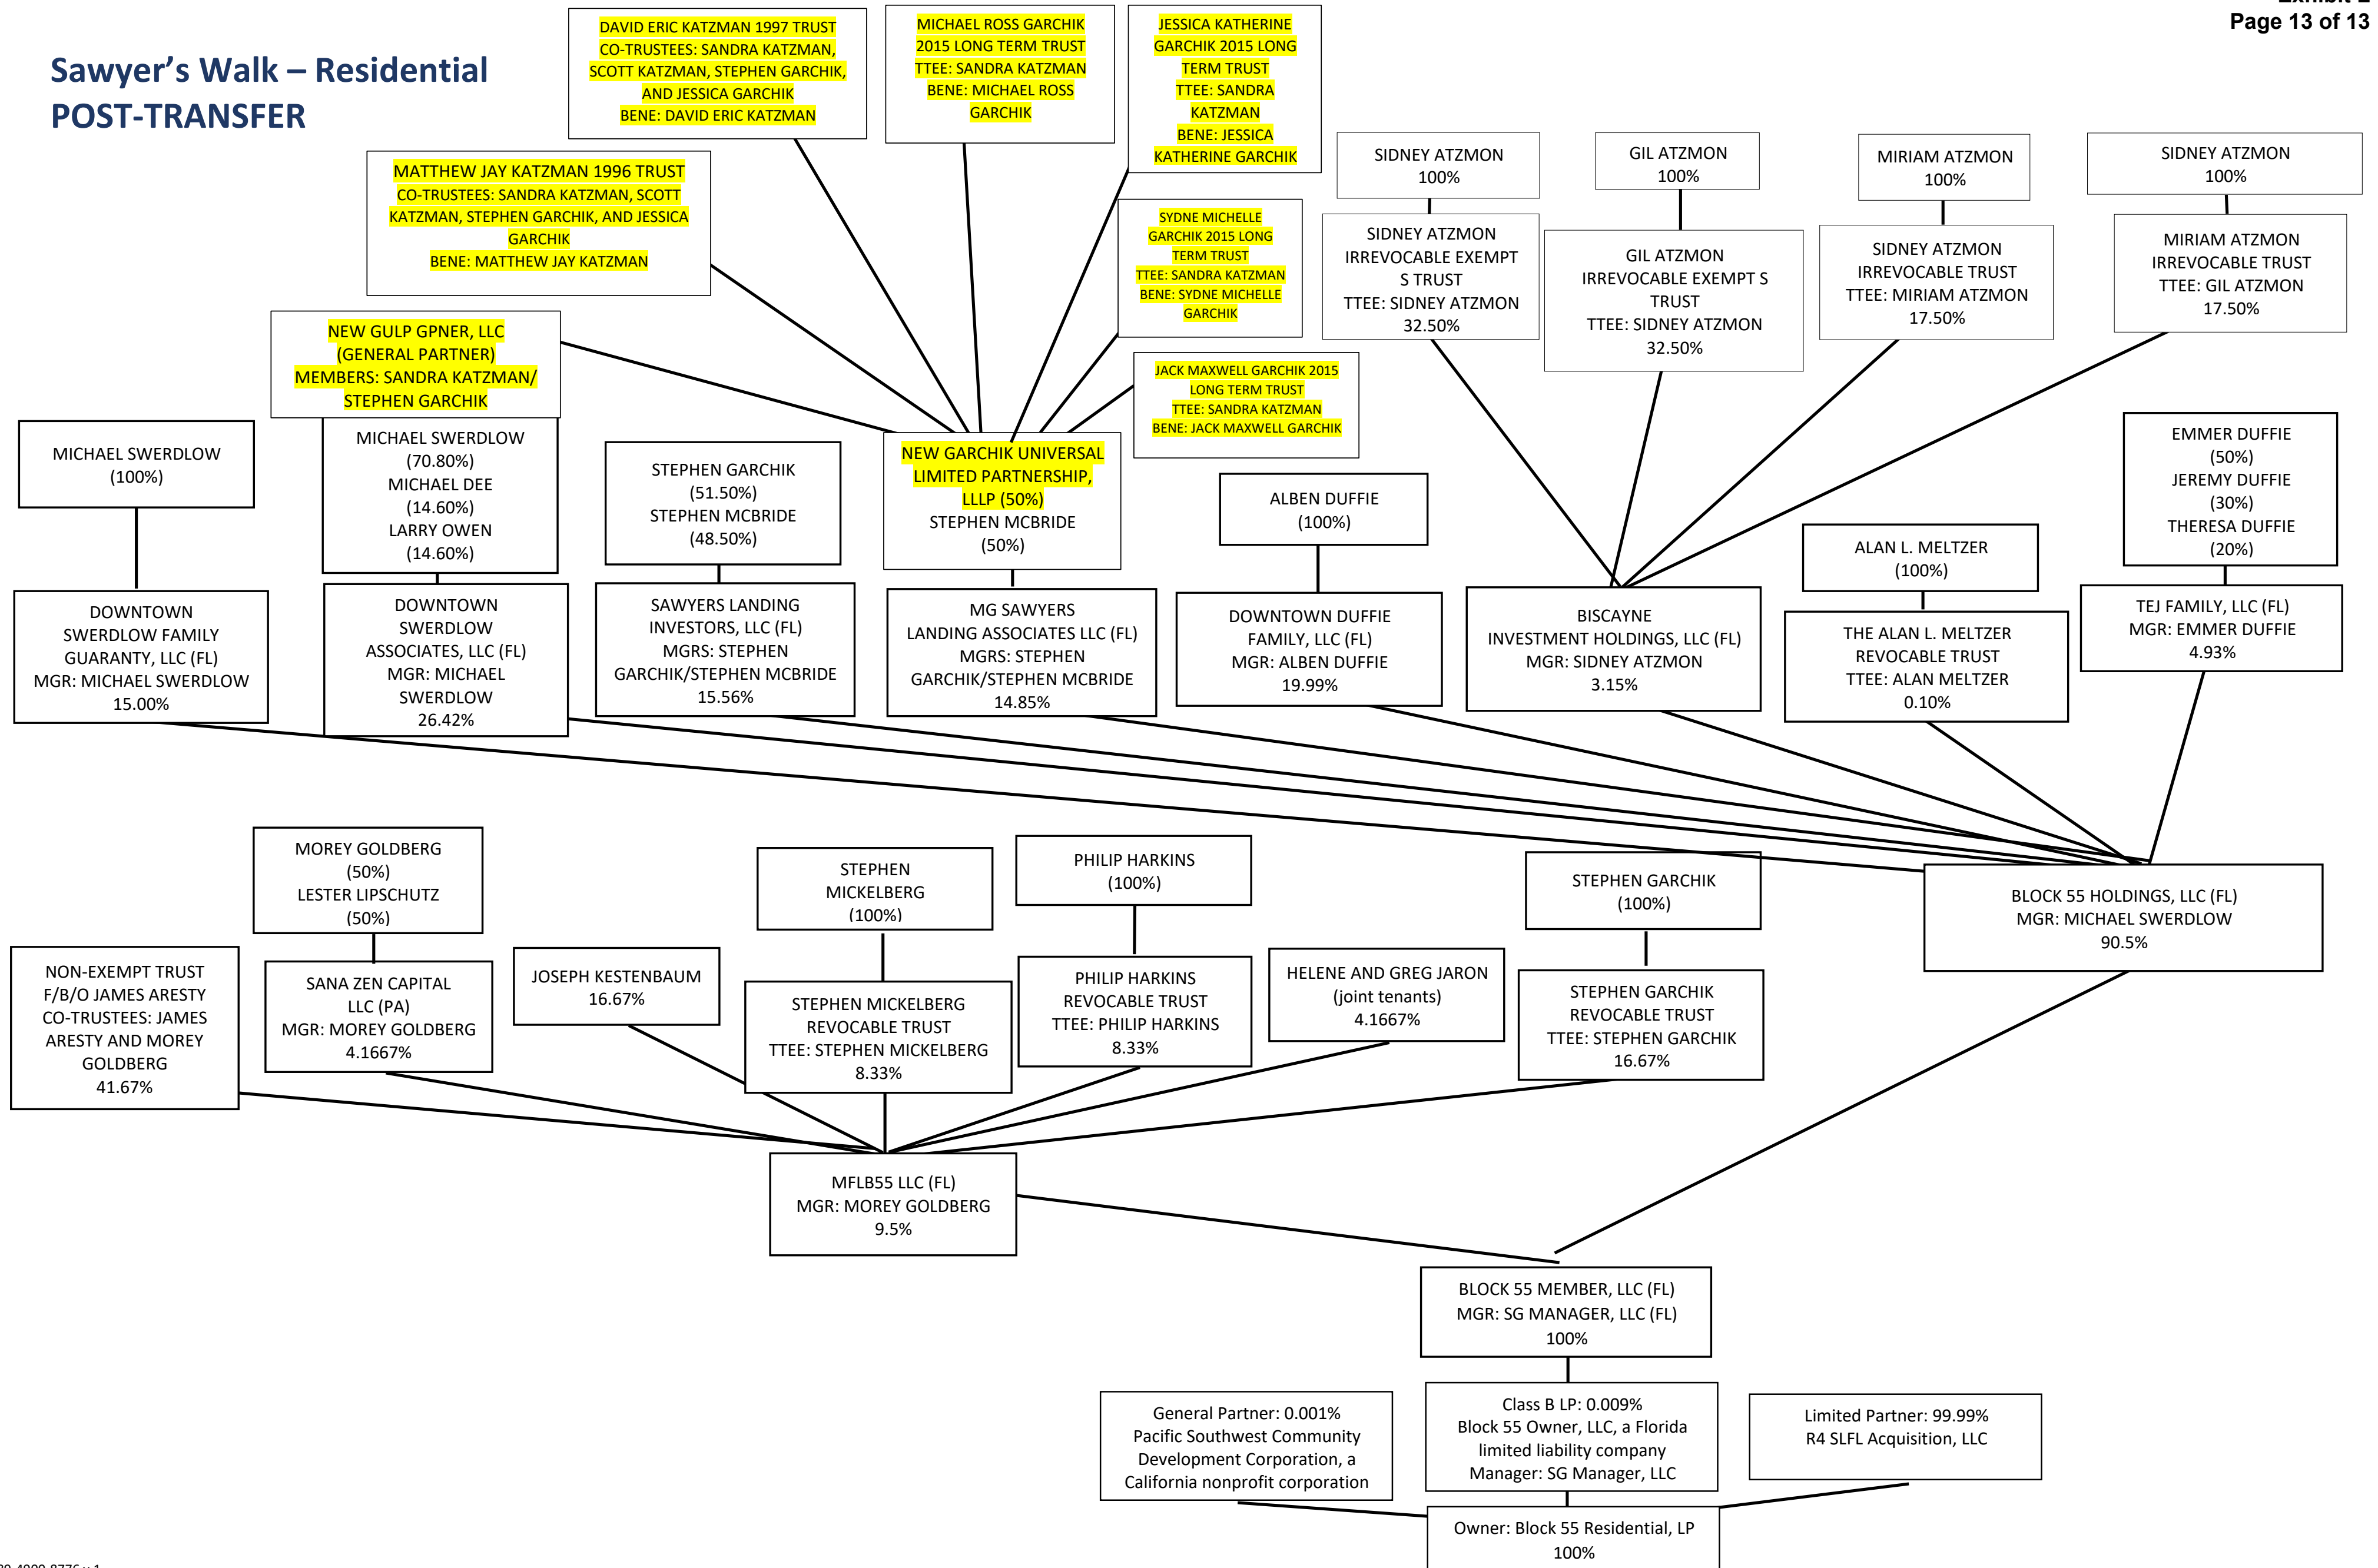 Page 13 of 13
Sawyer’s Walk – Residential
POST-TRANSFER
DAVID ERIC KATZMAN 1997 TRUST
CO-TRUSTEES: SANDRA KATZMAN,
SCOTT KATZMAN, STEPHEN GARCHIK,
AND JESSICA GARCHIK
BENE: DAVID ERIC KATZMAN
MICHAEL ROSS GARCHIK
2015 LONG TERM TRUST
TTEE: SANDRA KATZMAN
BENE: MICHAEL ROSS
GARCHIK
JESSICA KATHERINE
GARCHIK 2015 LONG
TERM TRUST
TTEE: SANDRA
KATZMAN
BENE: JESSICA
KATHERINE GARCHIK
MATTHEW JAY KATZMAN 1996 TRUST
CO-TRUSTEES: SANDRA KATZMAN, SCOTT
KATZMAN, STEPHEN GARCHIK, AND JESSICA
GARCHIK
BENE: MATTHEW JAY KATZMAN
SYDNE MICHELLE
GARCHIK 2015 LONG
TERM TRUST
TTEE: SANDRA KATZMAN
BENE: SYDNE MICHELLE
GARCHIK
SIDNEY ATZMON
100%
GIL ATZMON
100%
MIRIAM ATZMON
100%
SIDNEY ATZMON
100%
SIDNEY ATZMON
IRREVOCABLE EXEMPT
S TRUST
TTEE: SIDNEY ATZMON
32.50%
GIL ATZMON
IRREVOCABLE EXEMPT S
TRUST
TTEE: SIDNEY ATZMON
32.50%
SIDNEY ATZMON
IRREVOCABLE TRUST
TTEE: MIRIAM ATZMON
17.50%
MIRIAM ATZMON
IRREVOCABLE TRUST
TTEE: GIL ATZMON
17.50%
NEW GULP GPNER, LLC
(GENERAL PARTNER)
MEMBERS: SANDRA KATZMAN/
STEPHEN GARCHIK
JACK MAXWELL GARCHIK 2015
LONG TERM TRUST
TTEE: SANDRA KATZMAN
BENE: JACK MAXWELL GARCHIK
MICHAEL SWERDLOW
(100%)
MICHAEL SWERDLOW
(70.80%)
MICHAEL DEE
(14.60%)
LARRY OWEN
(14.60%)
STEPHEN GARCHIK
(51.50%)
STEPHEN MCBRIDE
(48.50%)
NEW GARCHIK UNIVERSAL
LIMITED PARTNERSHIP,
LLLP (50%)
STEPHEN MCBRIDE
(50%)
ALBEN DUFFIE
(100%)
ALAN L. MELTZER
(100%)
EMMER DUFFIE
(50%)
JEREMY DUFFIE
(30%)
THERESA DUFFIE
(20%)
DOWNTOWN
SWERDLOW FAMILY
GUARANTY, LLC (FL)
MGR: MICHAEL SWERDLOW
15.00%
DOWNTOWN
SWERDLOW
ASSOCIATES, LLC (FL)
MGR: MICHAEL
SWERDLOW
26.42%
SAWYERS LANDING
INVESTORS, LLC (FL)
MGRS: STEPHEN
GARCHIK/STEPHEN MCBRIDE
15.56%
MG SAWYERS
LANDING ASSOCIATES LLC (FL)
MGRS: STEPHEN
GARCHIK/STEPHEN MCBRIDE
14.85%
DOWNTOWN DUFFIE
FAMILY, LLC (FL)
MGR: ALBEN DUFFIE
19.99%
BISCAYNE
INVESTMENT HOLDINGS, LLC (FL)
MGR: SIDNEY ATZMON
3.15%
THE ALAN L. MELTZER
REVOCABLE TRUST
TTEE: ALAN MELTZER
0.10%
TEJ FAMILY, LLC (FL)
MGR: EMMER DUFFIE
4.93%
MOREY GOLDBERG
(50%)
LESTER LIPSCHUTZ
(50%)
STEPHEN
MICKELBERG
(100%)
PHILIP HARKINS
(100%)
STEPHEN GARCHIK
(100%)
BLOCK 55 HOLDINGS, LLC (FL)
MGR: MICHAEL SWERDLOW
90.5%
NON-EXEMPT TRUST
F/B/O JAMES ARESTY
CO-TRUSTEES: JAMES
ARESTY AND MOREY
GOLDBERG
41.67%
SANA ZEN CAPITAL
LLC (PA)
MGR: MOREY GOLDBERG
4.1667%
JOSEPH KESTENBAUM
16.67%
STEPHEN MICKELBERG
REVOCABLE TRUST
TTEE: STEPHEN MICKELBERG
8.33%
PHILIP HARKINS
REVOCABLE TRUST
TTEE: PHILIP HARKINS
8.33%
HELENE AND GREG JARON
(joint tenants)
4.1667%
STEPHEN GARCHIK
REVOCABLE TRUST
TTEE: STEPHEN GARCHIK
16.67%
MFLB55 LLC (FL)
MGR: MOREY GOLDBERG
9.5%
BLOCK 55 MEMBER, LLC (FL)
MGR: SG MANAGER, LLC (FL)
100%
General Partner: 0.001%
Pacific Southwest Community
Development Corporation, a
California nonprofit corporation
Class B LP: 0.009%
Block 55 Owner, LLC, a Florida
limited liability company
Manager: SG Manager, LLC
Limited Partner: 99.99%
R4 SLFL Acquisition, LLC
Owner: Block 55 Residential, LP
100%